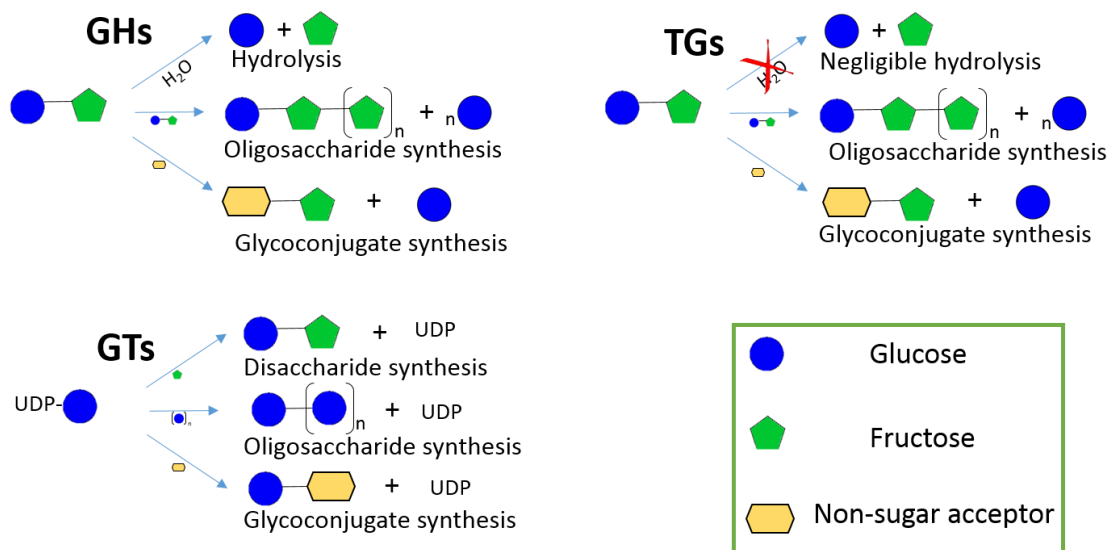 GHs
H₂O
+
Hydrolysis
n
+ n
Oligosaccharide synthesis
+
Glycoconjugate synthesis
TGs
H₂O
+
Negligible hydrolysis
n
+ n
Oligosaccharide synthesis
+
Glycoconjugate synthesis
GTs
UDP-
+ UDP
Disaccharide synthesis
n
n
+ UDP
Oligosaccharide synthesis
+ UDP
Glycoconjugate synthesis
Glucose
Fructose
Non-sugar acceptor